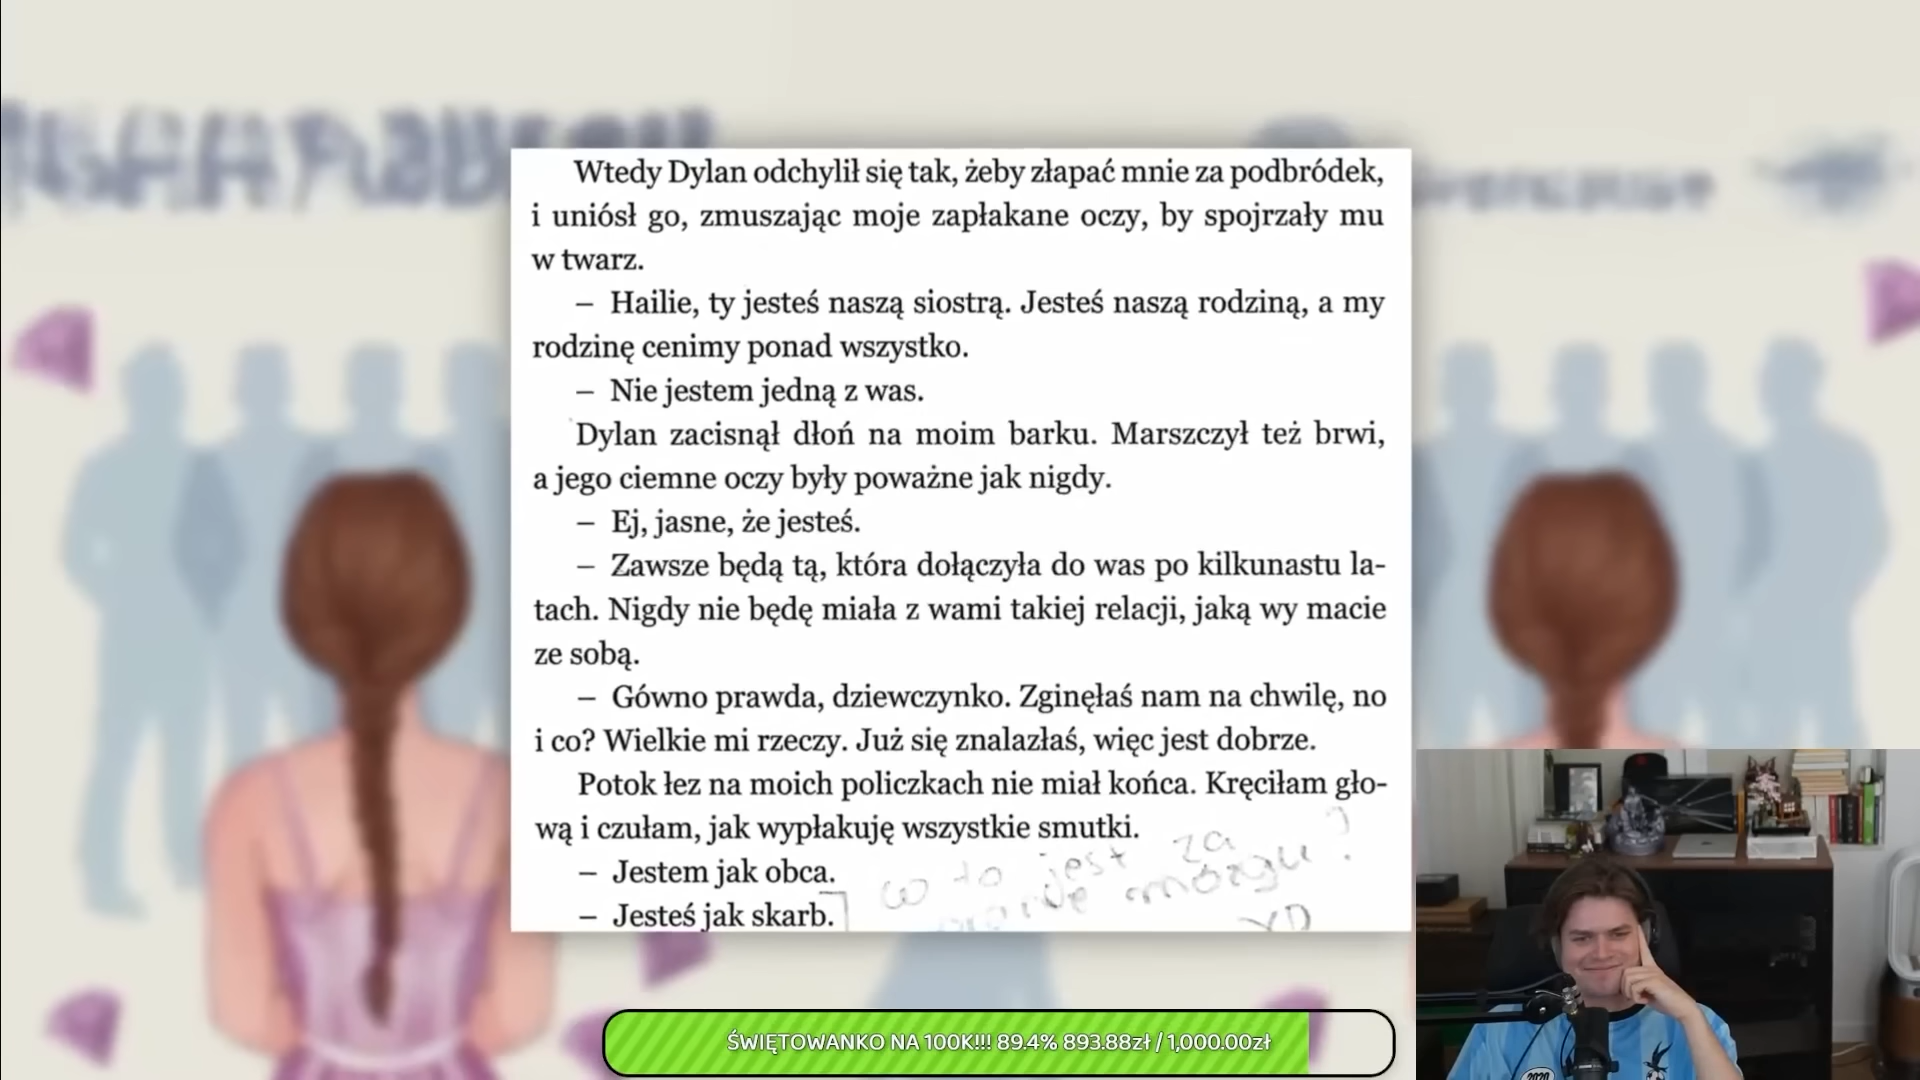 Wtedy Dylan odchylił się tak, żeby złapać mnie za podbródek,
i uniósł go, zmuszając moje zapłakane oczy, by spojrzały mu
w twarz.
– Hailie, ty jesteś naszą siostrą. Jesteś naszą rodziną, a my
rodzinę cenimy ponad wszystko.
– Nie jestem jedną z was.
Dylan zacisnął dłoń na moim barku. Marszczył też brwi,
a jego ciemne oczy były poważne jak nigdy.
– Ej, jasne, że jesteś.
– Zawsze będą tą, która dołączyła do was po kilkunastu la-
tach. Nigdy nie będę miała z wami takiej relacji, jaką wy macie
ze sobą.
– Gówno prawda, dziewczynko. Zginęłaś nam na chwilę, no
i co? Wielkie mi rzeczy. Już się znalazłaś, więc jest dobrze.
Potok łez na moich policzkach nie miał końca. Kręciłam gło-
wą i czułam, jak wypłakuję wszystkie smutki.
– Jestem jak obca.
– Jesteś jak skarb.
co to jest za
mózgu?
XD
ŚWIĘTOWANKO NA 100K!!! 89.4% 893.88zł / 1,000.00zł
2020